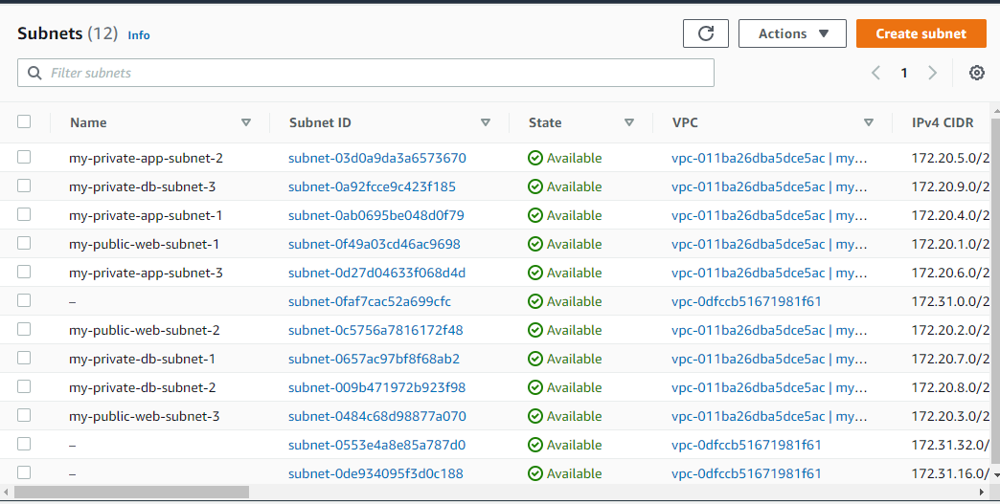 Subnets (12) Info Actions Create subnet
Filter subnets 1
Name Subnet ID State VPC IPv4 CIDR
my-private-app-subnet-2 subnet-03d0a9da3a6573670 Available vpc-011ba26dba5dce5ac | my... 172.20.5.0/2
my-private-db-subnet-3 subnet-0a92fcce9c423f185 Available vpc-011ba26dba5dce5ac | my... 172.20.9.0/2
my-private-app-subnet-1 subnet-0ab0695be048d0f79 Available vpc-011ba26dba5dce5ac | my... 172.20.4.0/2
my-public-web-subnet-1 subnet-0f49a03cd46ac9698 Available vpc-011ba26dba5dce5ac | my... 172.20.1.0/2
my-private-app-subnet-3 subnet-0d27d04633f068d4d Available vpc-011ba26dba5dce5ac | my... 172.20.6.0/2
– subnet-0faf7cac52a699cfc Available vpc-0dfccb51671981f61 172.31.0.0/2
my-public-web-subnet-2 subnet-0c5756a7816172f48 Available vpc-011ba26dba5dce5ac | my... 172.20.2.0/2
my-private-db-subnet-1 subnet-0657ac97bf8f68ab2 Available vpc-011ba26dba5dce5ac | my... 172.20.7.0/2
my-private-db-subnet-2 subnet-009b471972b923f98 Available vpc-011ba26dba5dce5ac | my... 172.20.8.0/2
my-public-web-subnet-3 subnet-0484c68d98877a070 Available vpc-011ba26dba5dce5ac | my... 172.20.3.0/2
– subnet-0553e4a8e85a787d0 Available vpc-0dfccb51671981f61 172.31.32.0/
– subnet-0de934095f3d0c188 Available vpc-0dfccb51671981f61 172.31.16.0/